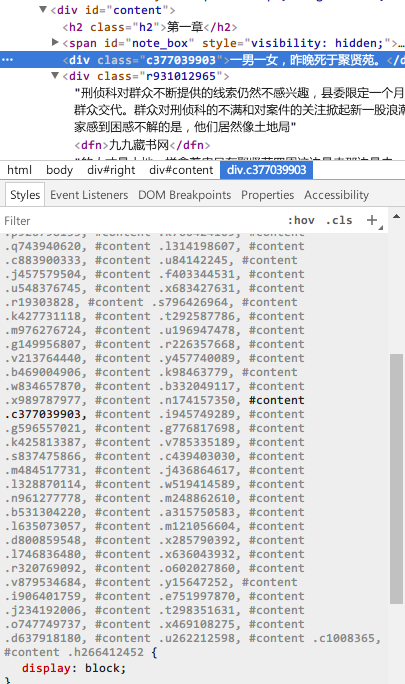 ▼<div id="content">
<h2 class="h2">第一章</h2>
▶<span id="note_box" style="visibility: hidden;"
··· <div class="c377039903">一男一女，昨晚死于聚贤苑。</d
▼<div class="r931012965">
"刑侦科对群众不断提供的线索仍然不感兴趣，县委限定一个月
群众交代。群众对刑侦科的不满和对案件的关注掀起新一股浪
家感到困惑不解的是，他们居然像土地局"
<dfn>九九藏书网</dfn>
html body div#right div#content div.c377039903
Styles Event Listeners DOM Breakpoints Properties Accessibility
Filter :hov .cls +
.q743940620, #content .l314198607, #content
.c883900333, #content .u84142245, #content
.j457579504, #content .f403344531, #content
.u548376745, #content .x683427631, #content
.r19303828, #content .s796426964, #content
.k427731118, #content .t292587786, #content
.m976276724, #content .u196947478, #content
.g149956807, #content .r226357668, #content
.v213764440, #content .y457740089, #content
.b469004906, #content .k98463779, #content
.w834657870, #content .b332049117, #content
.x989787977, #content .n174157350, #content
.c377039903, #content .i945749289, #content
.g596557021, #content .g776817698, #content
.k425813387, #content .v785335189, #content
.s837475866, #content .c439403030, #content
.m484517731, #content .j436864617, #content
.l328870114, #content .w519414589, #content
.n961277778, #content .m248862610, #content
.b531304220, #content .a315750583, #content
.l635073057, #content .m121056604, #content
.d800859548, #content .x285790392, #content
.l746836480, #content .x636043932, #content
.r320769092, #content .o602027860, #content
.v879534684, #content .y15647252, #content
.i906401759, #content .e751997870, #content
.j234192006, #content .t298351631, #content
.o747749737, #content .x469108275, #content
.d637918180, #content .u262212598, #content .c1008365,
#content .h266412452 {
display: block;
}